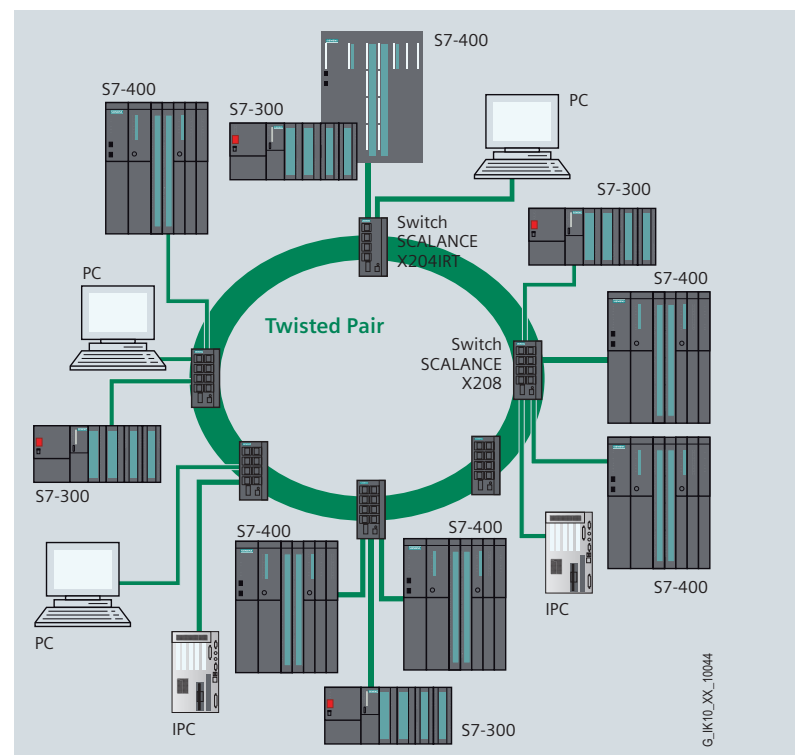 S7-400
S7-400
S7-300
PC
S7-300
Switch
SCALANCE
X204IRT
PC
S7-400
Twisted Pair
Switch
SCALANCE
X208
S7-300
S7-400
S7-400
S7-400
IPC
PC
IPC
S7-300
G_IK10_XX_10044